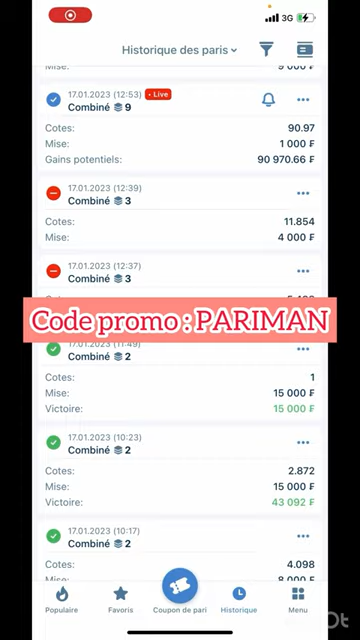 3G
Historique des paris
Mise: 9 000 ₣
17.01.2023 (12:53) • Live
Combiné 9
Cotes: 90.97
Mise: 1 000 ₣
Gains potentiels: 90 970.66 ₣
17.01.2023 (12:39)
Combiné 3
Cotes: 11.854
Mise: 4 000 ₣
17.01.2023 (12:37)
Combiné 3
Code promo : PARIMAN
17.01.2023 (11:49)
Combiné 2
Cotes: 1
Mise: 15 000 ₣
Victoire: 15 000 ₣
17.01.2023 (10:23)
Combiné 2
Cotes: 2.872
Mise: 15 000 ₣
Victoire: 43 092 ₣
17.01.2023 (10:17)
Combiné 2
Cotes: 4.098
Mise: 8 000 ₣
Populaire Favoris Coupon de pari Historique Menu